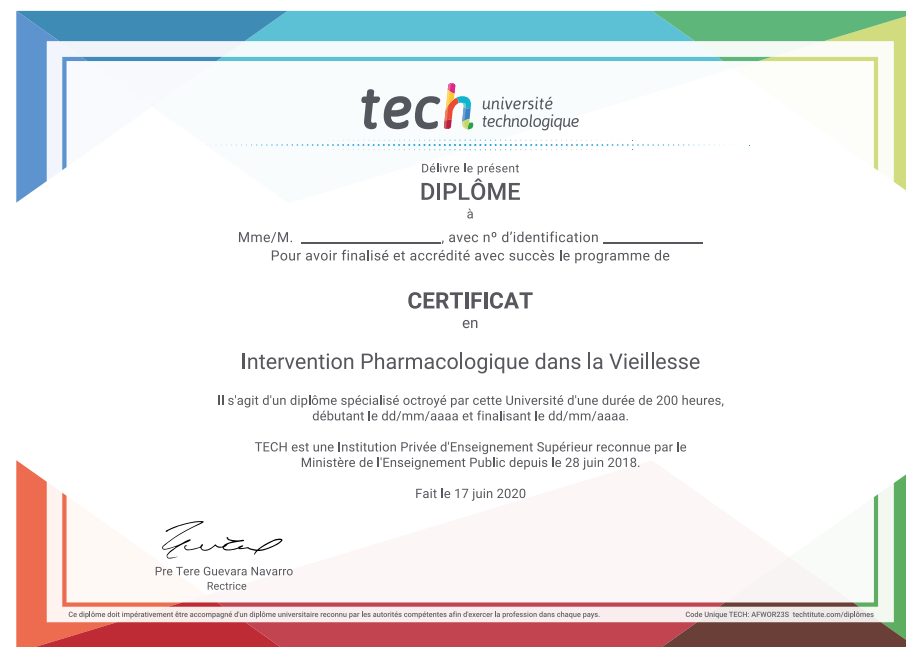 tech université
technologique
Délivre le présent
DIPLÔME
à
Mme/M. ____________________, avec nº d'identification ______________
Pour avoir finalisé et accrédité avec succès le programme de
CERTIFICAT
en
Intervention Pharmacologique dans la Vieillesse
Il s'agit d'un diplôme spécialisé octroyé par cette Université d'une durée de 200 heures,
débutant le dd/mm/aaaa et finalisant le dd/mm/aaaa.
TECH est une Institution Privée d'Enseignement Supérieur reconnue par le
Ministère de l'Enseignement Public depuis le 28 juin 2018.
Fait le 17 juin 2020
Pre Tere Guevara Navarro
Rectrice
Ce diplôme doit impérativement être accompagné d'un diplôme universitaire reconnu par les autorités compétentes afin d'exercer la profession dans chaque pays.
Code Unique TECH: AFWOR23S techtitute.com/diplômes